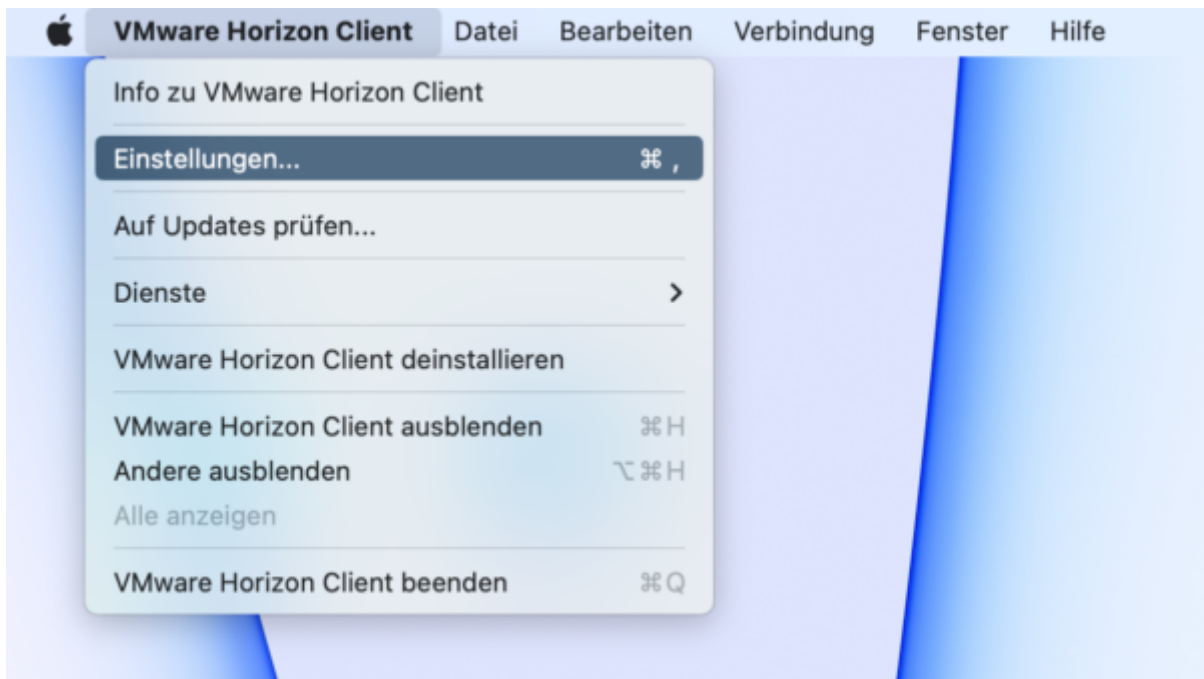 VMware Horizon Client Datei Bearbeiten Verbindung Fenster Hilfe
Info zu VMware Horizon Client
Einstellungen... ⌘ ,
Auf Updates prüfen...
Dienste
VMware Horizon Client deinstallieren
VMware Horizon Client ausblenden ⌘H
Andere ausblenden ⌥⌘H
Alle anzeigen
VMware Horizon Client beenden ⌘Q